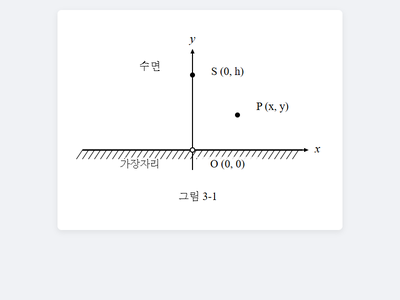 y
수면
S (0, h)
P (x, y)
x
가장자리
O (0, 0)
그림 3-1